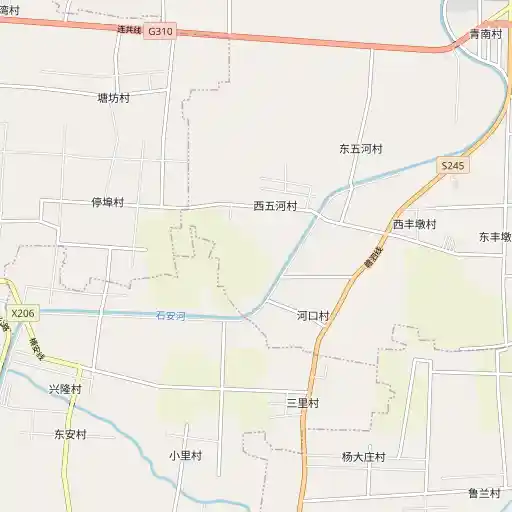 湾村
连共线
G310
青南村
塘坊村
东五河村
S245
停埠村
西五河村
西丰墩村
东丰墩
X206
石安河
河口村
兴隆村
三里村
东安村
小里村
杨大庄村
鲁兰村